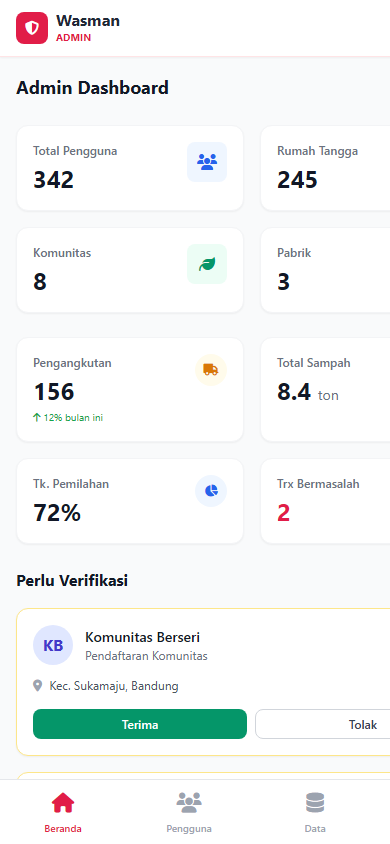 Wasman
ADMIN
Admin Dashboard
Total Pengguna
342
Rumah Tangga
245
Komunitas
8
Pabrik
3
Pengangkutan
156
12% bulan ini
Total Sampah
8.4 ton
Tk. Pemilahan
72%
Trx Bermasalah
2
Perlu Verifikasi
KB
Komunitas Berseri
Pendaftaran Komunitas
Kec. Sukamaju, Bandung
Terima
Tolak
Beranda
Pengguna
Data